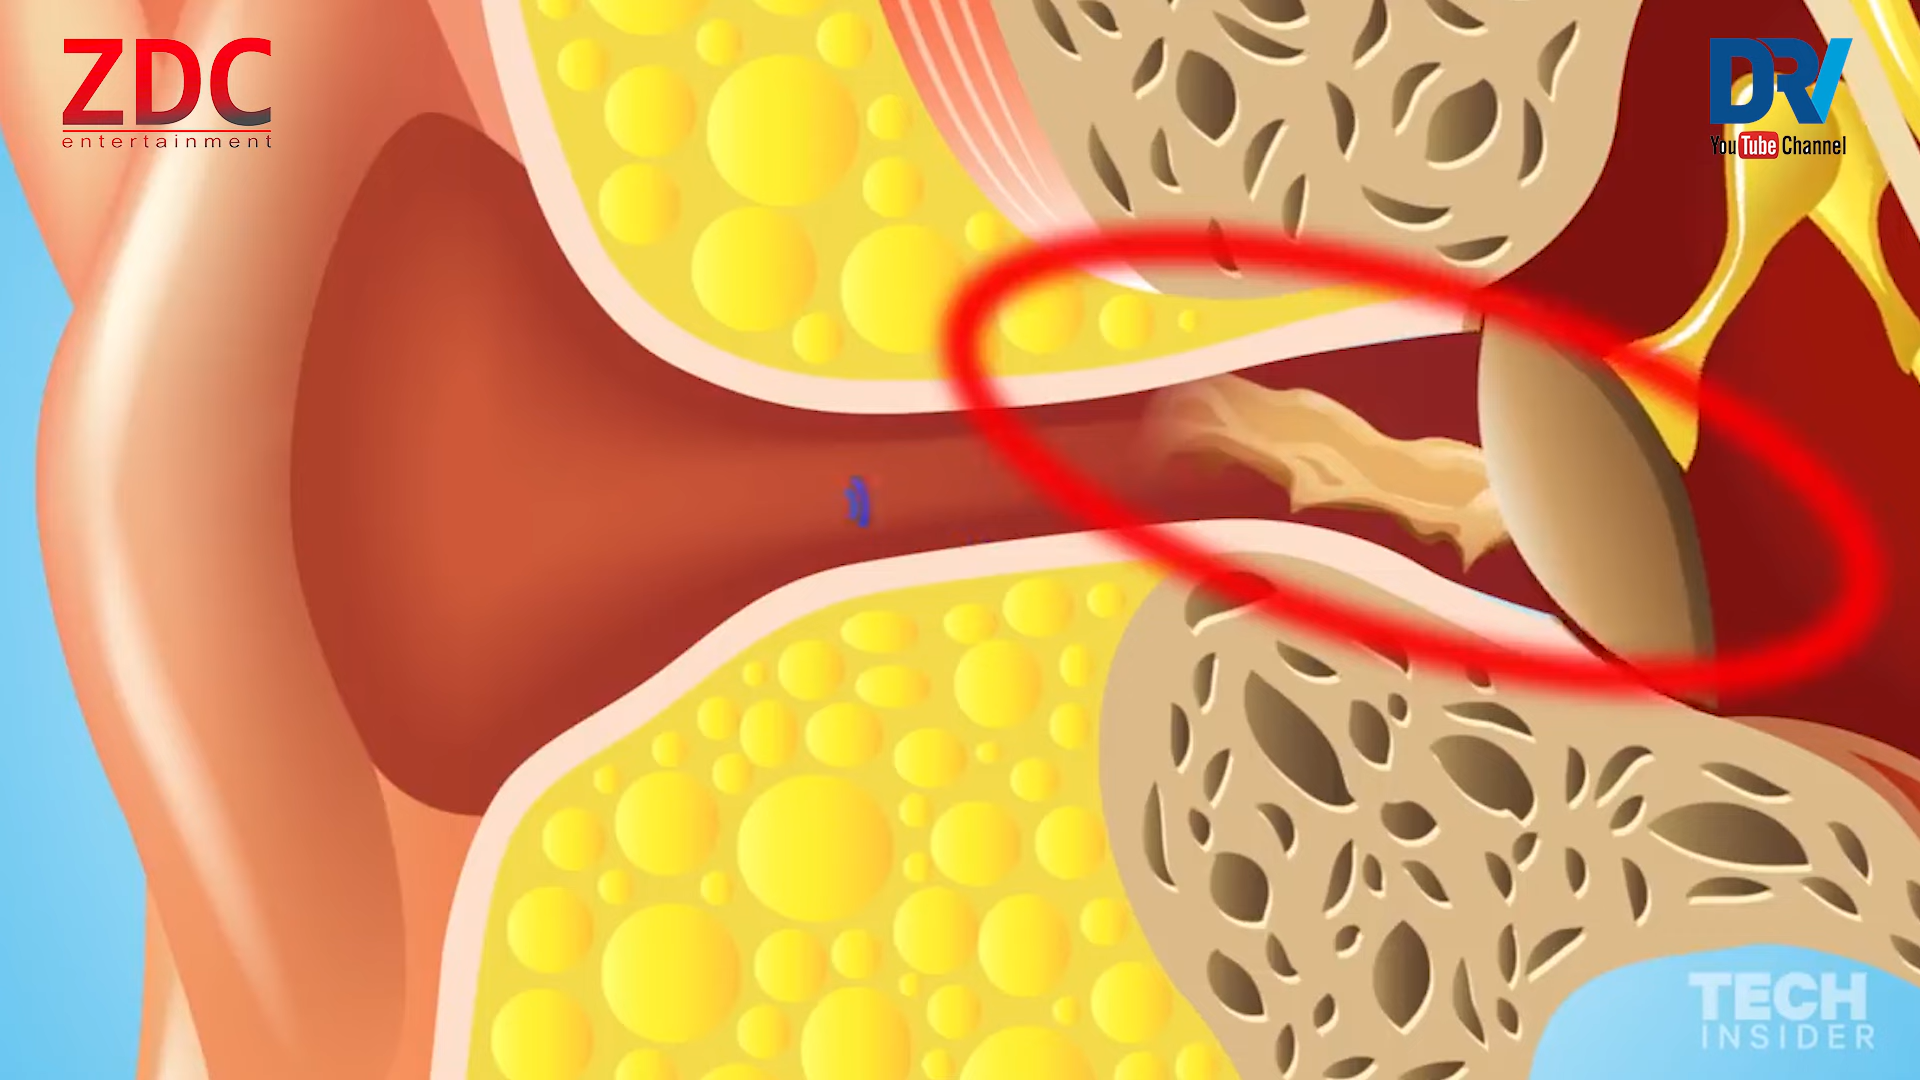 ZDC
entertainment
DRV
YouTube Channel
TECH
INSIDER